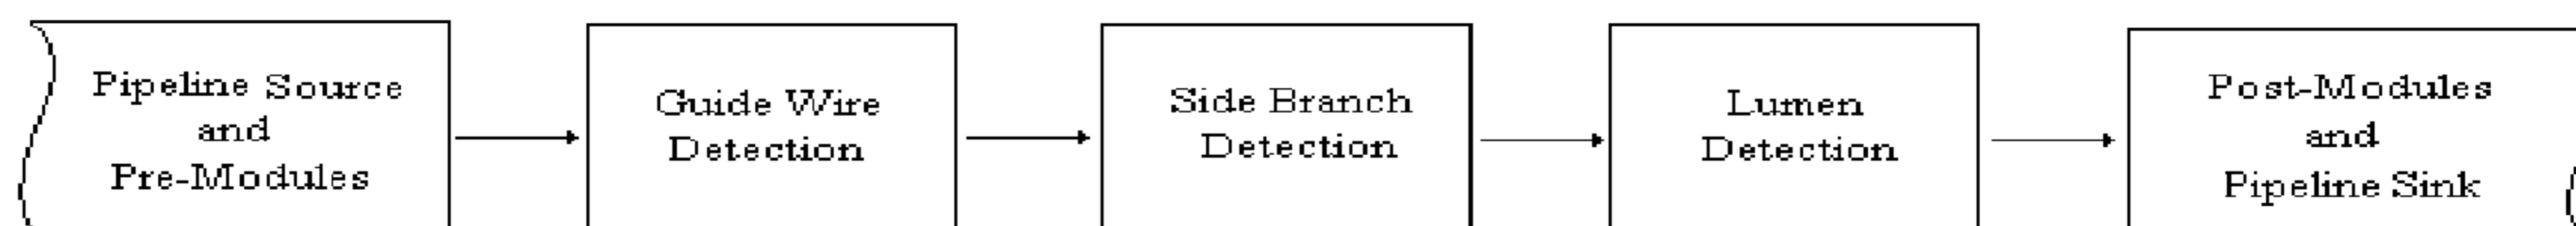 Pipeline Source
and
Pre-Modules
Guide Wire
Detection
Side Branch
Detection
Lumen
Detection
Post-Modules
and
Pipeline Sink